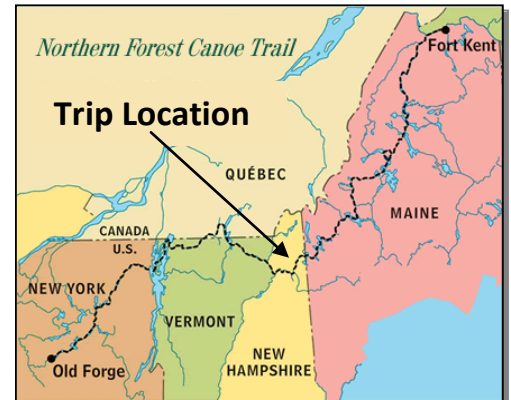 Northern Forest Canoe Trail
Fort Kent
Trip Location
QUÉBEC
MAINE
CANADA
U.S.
NEW YORK
VERMONT
NEW
HAMPSHIRE
Old Forge